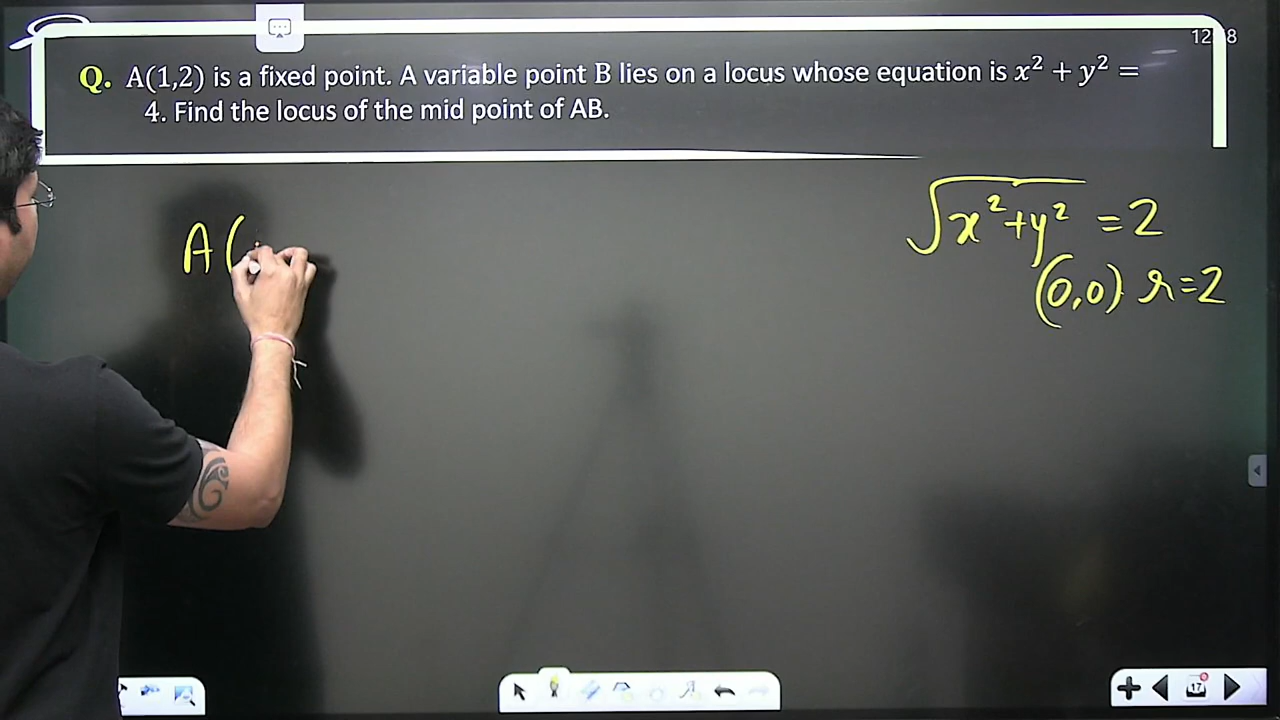 Q. A(1,2) is a fixed point. A variable point B lies on a locus whose equation is x² + y² =
4. Find the locus of the mid point of AB.
√x²+y² = 2
(0,0) r=2
A(
17